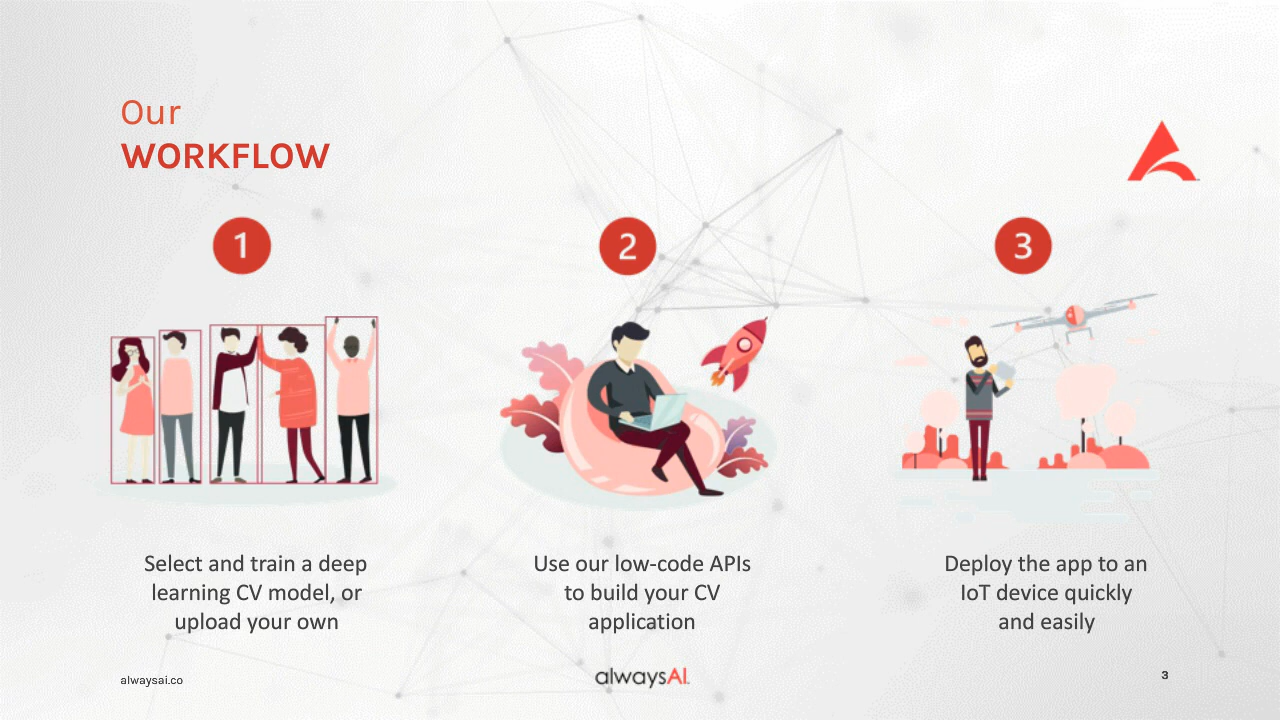 Our
WORKFLOW
1
2
3
Select and train a deep
learning CV model, or
upload your own
Use our low-code APIs
to build your CV
application
Deploy the app to an
IoT device quickly
and easily
alwaysai.co
alwaysAI
3